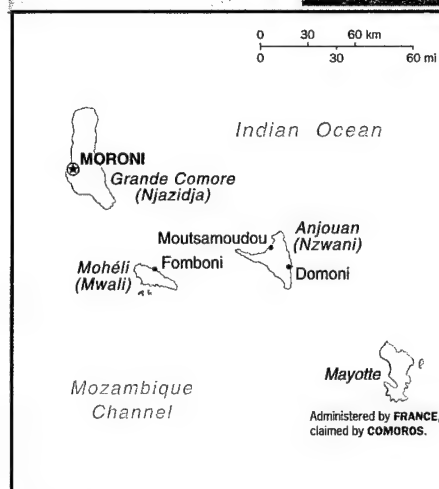 0 30 60 km
0 30 60 mi
Indian Ocean
MORONI
Grande Comore
(Njazidja)
Moutsamoudou
Anjouan
(Nzwani)
Mohéli
(Mwali)
Fomboni
Domoni
Mayotte
Mozambique
Channel
Administered by FRANCE,
claimed by COMOROS.